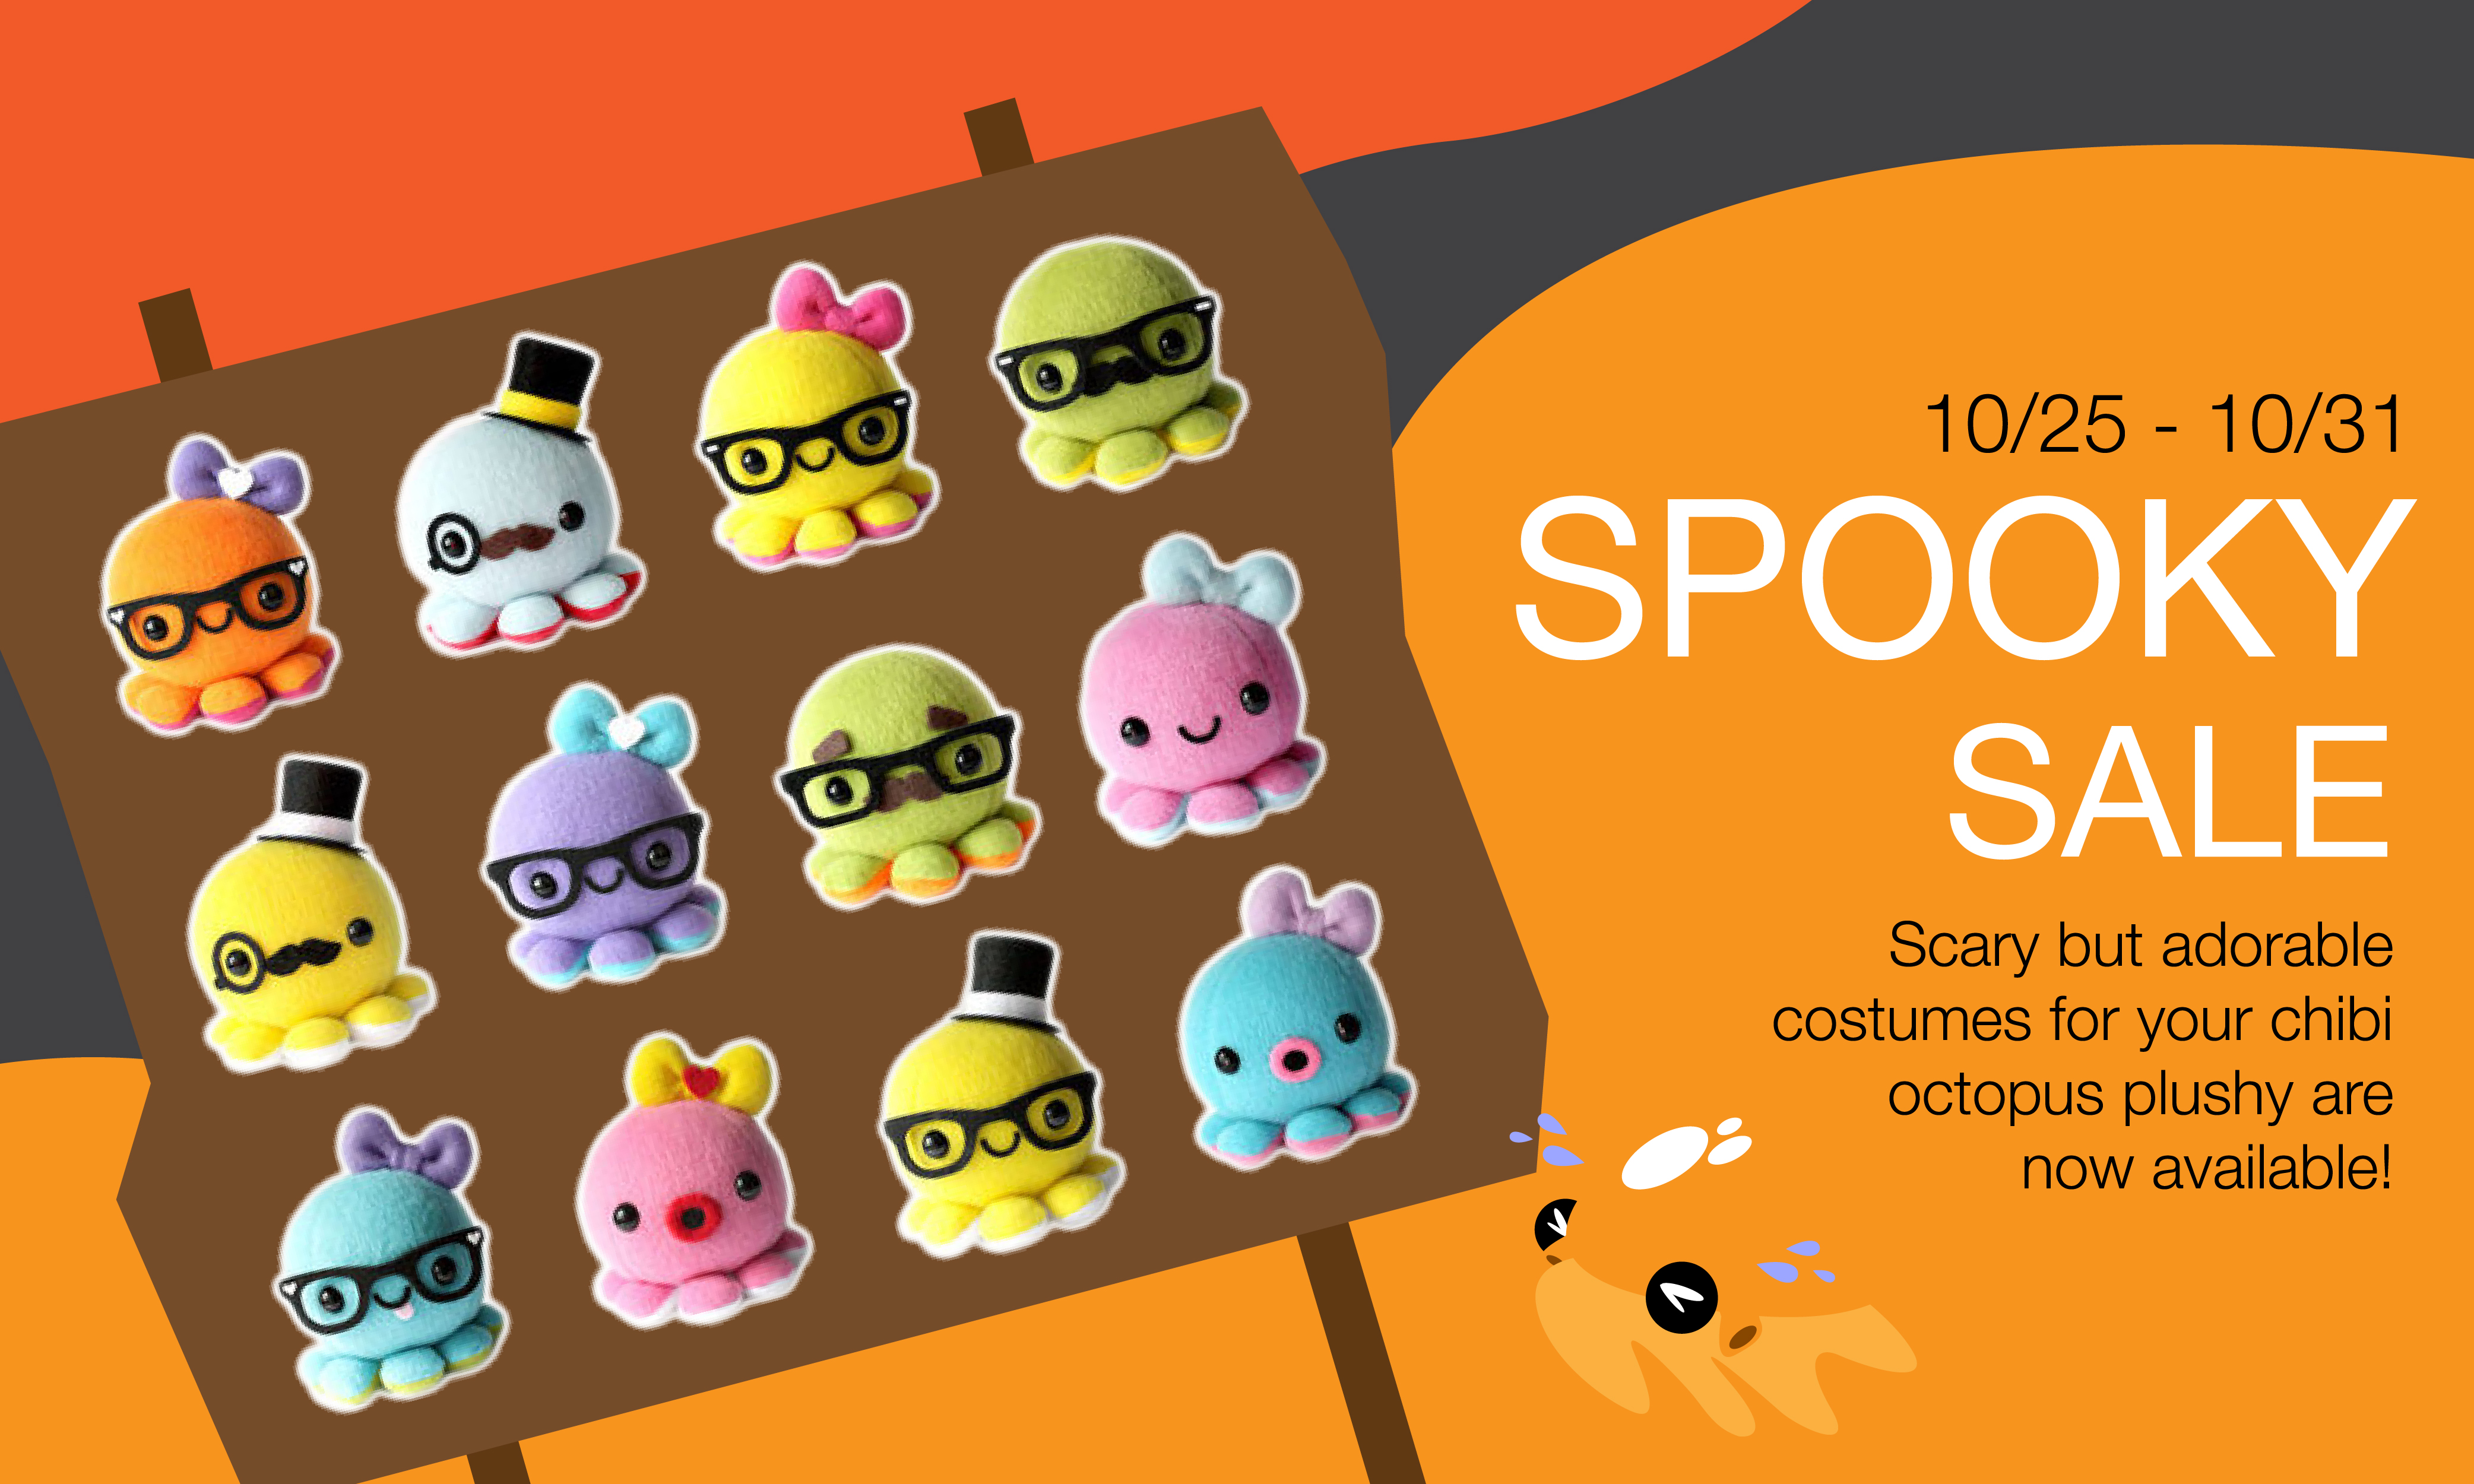 10/25 - 10/31
SPOOKY
SALE
Scary but adorable
costumes for your chibi
octopus plushy are
now available!